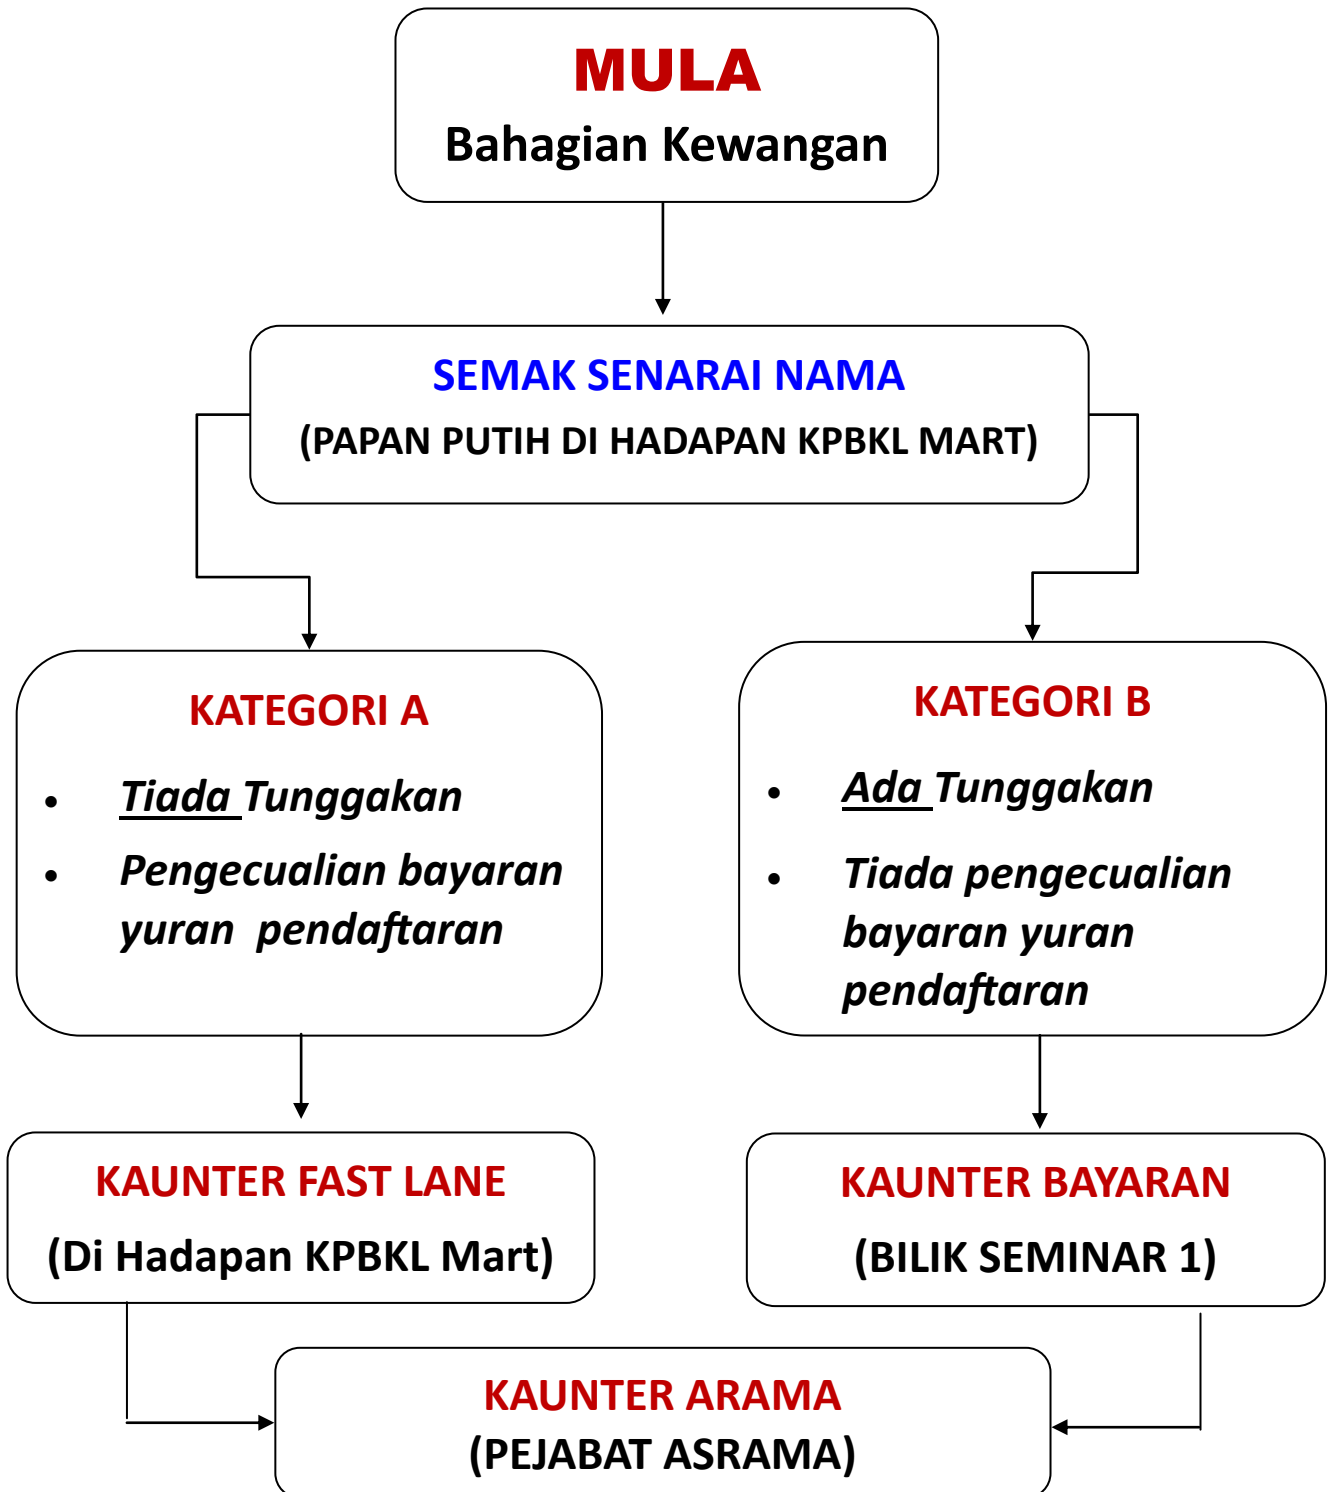 MULA
Bahagian Kewangan
SEMAK SENARAI NAMA
(PAPAN PUTIH DI HADAPAN KPBKL MART)
KATEGORI A
• Tiada Tunggakan
• Pengecualian bayaran
yuran pendaftaran
KATEGORI B
• Ada Tunggakan
• Tiada pengecualian
bayaran yuran
pendaftaran
KAUNTER FAST LANE
(Di Hadapan KPBKL Mart)
KAUNTER BAYARAN
(BILIK SEMINAR 1)
KAUNTER ARAMA
(PEJABAT ASRAMA)